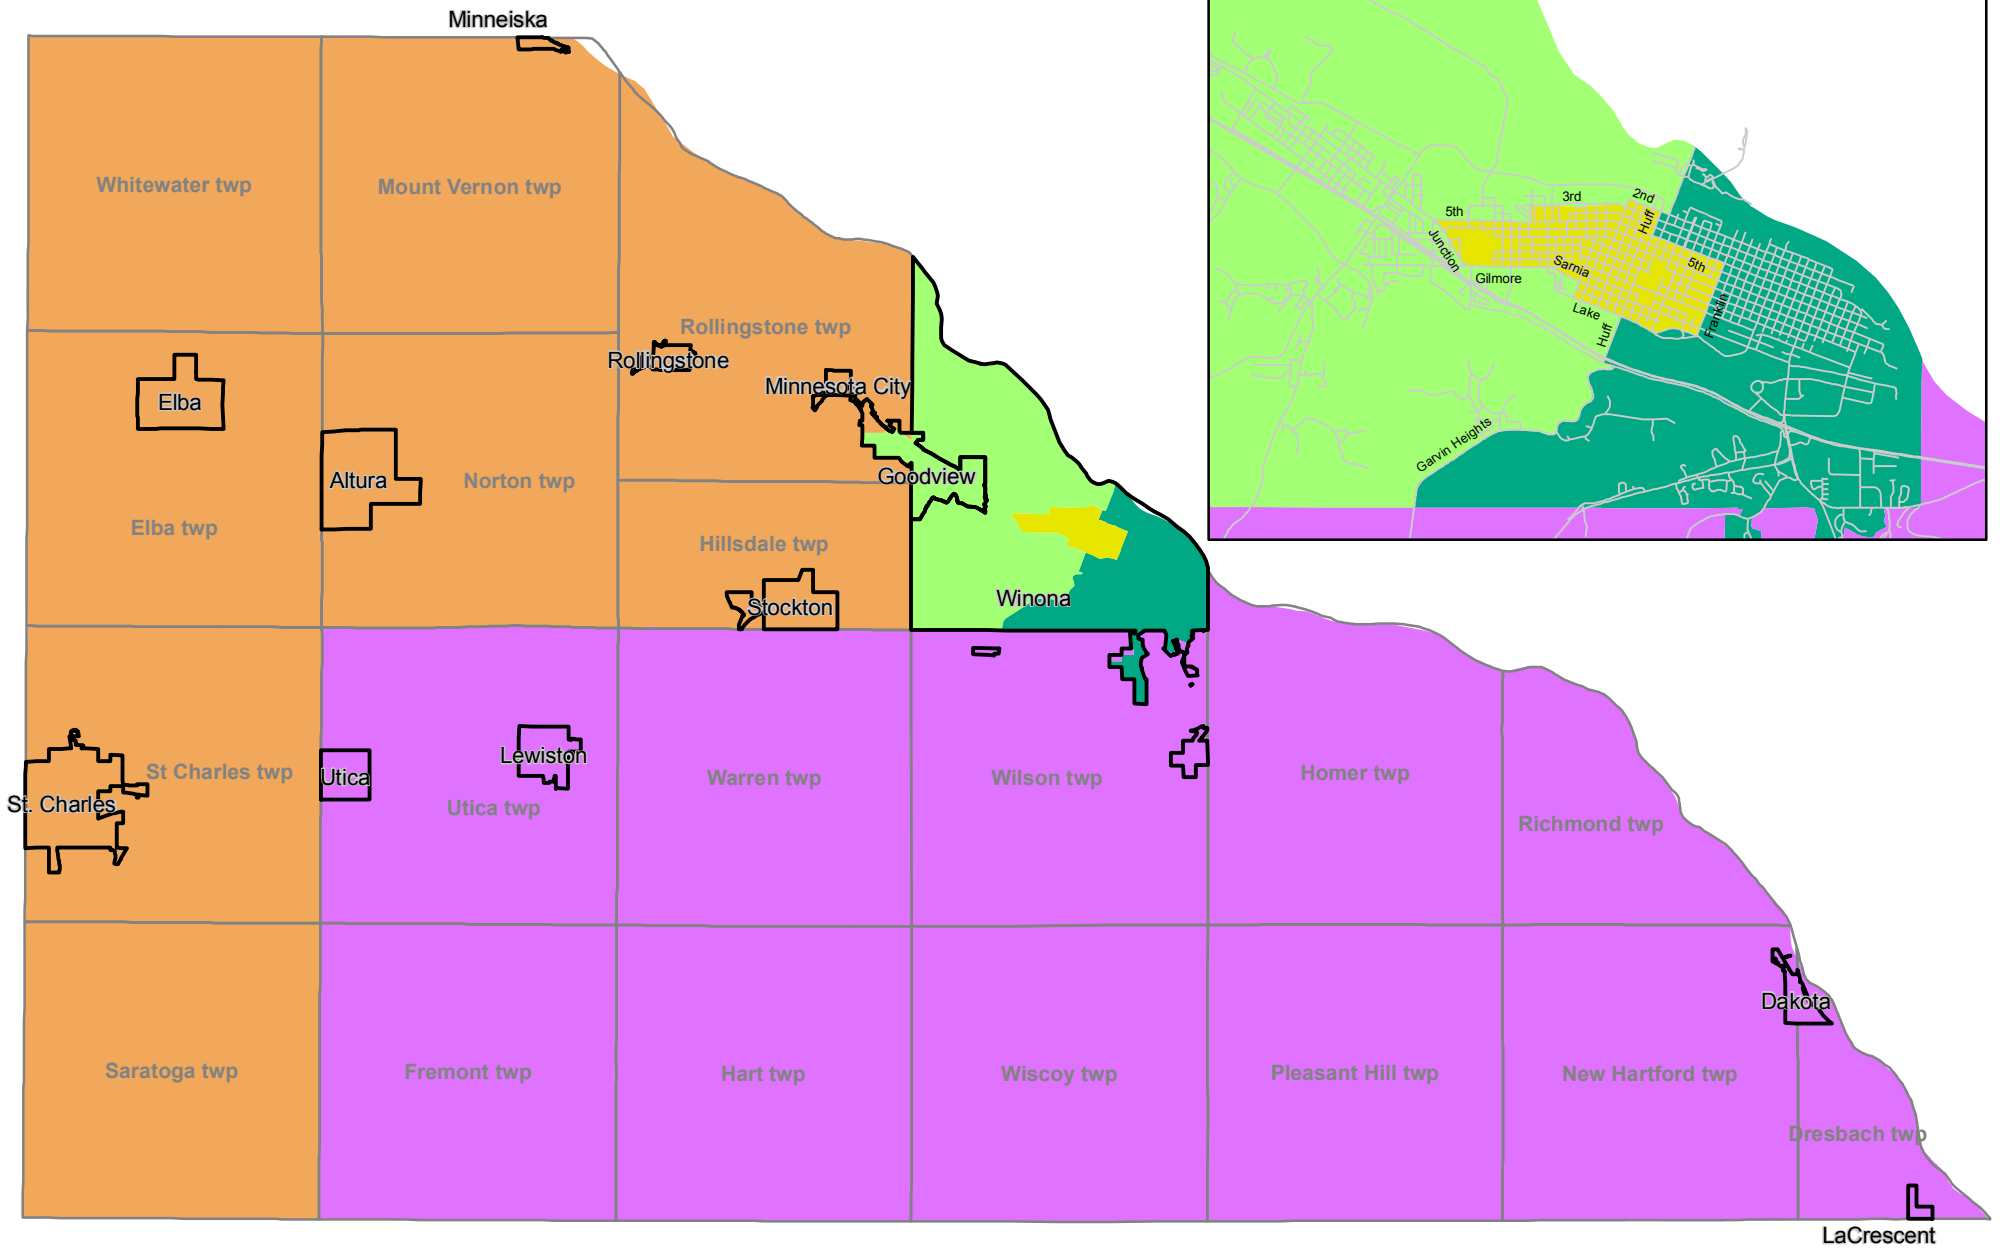 Minneiska
Whitewater twp
Mount Vernon twp
Rollingstone twp
Rollingstone
Minnesota City
Elba
Altura
Norton twp
Goodview
Elba twp
Hillsdale twp
Stockton
Winona
St Charles twp
St. Charles
Utica
Lewiston
Utica twp
Warren twp
Wilson twp
Homer twp
Richmond twp
Dakota
Saratoga twp
Fremont twp
Hart twp
Wiscoy twp
Pleasant Hill twp
New Hartford twp
Dresbach twp
LaCrescent
5th
3rd
2nd
Huff
Junction
Sarnia
5th
Gilmore
Lake
Huff
Franklin
Garvin Heights